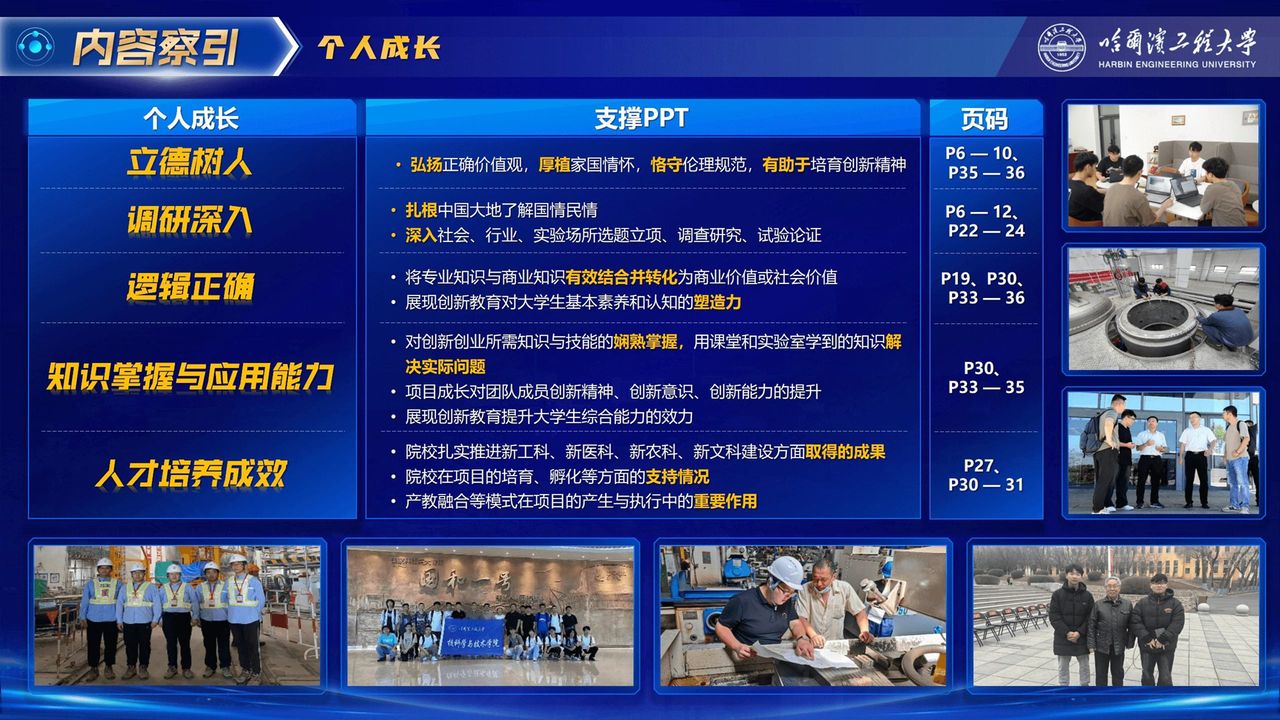 内容察引
个人成长
哈尔滨工程大学
HARBIN ENGINEERING UNIVERSITY
个人成长
支撑PPT
页码
立德树人
• 弘扬正确价值观，厚植家国情怀，恪守伦理规范，有助于培育创新精神
P6 — 10、
P35 — 36
调研深入
• 扎根中国大地了解国情民情
• 深入社会、行业、实验场所选题立项、调查研究、试验论证
P6 — 12、
P22 — 24
逻辑正确
• 将专业知识与商业知识有效结合并转化为商业价值或社会价值
• 展现创新教育对大学生基本素养和认知的塑造力
P19、P30、
P33 — 36
知识掌握与应用能力
• 对创新创业所需知识与技能的娴熟掌握，用课堂和实验室学到的知识解
决实际问题
• 项目成长对团队成员创新精神、创新意识、创新能力的提升
• 展现创新教育提升大学生综合能力的效力
P30、
P33 — 35
人才培养成效
• 院校扎实推进新工科、新医科、新农科、新文科建设方面取得的成果
• 院校在项目的培育、孵化等方面的支持情况
• 产教融合等模式在项目的产生与执行中的重要作用
P27、
P30 — 31
国和一号
核科学与技术学院